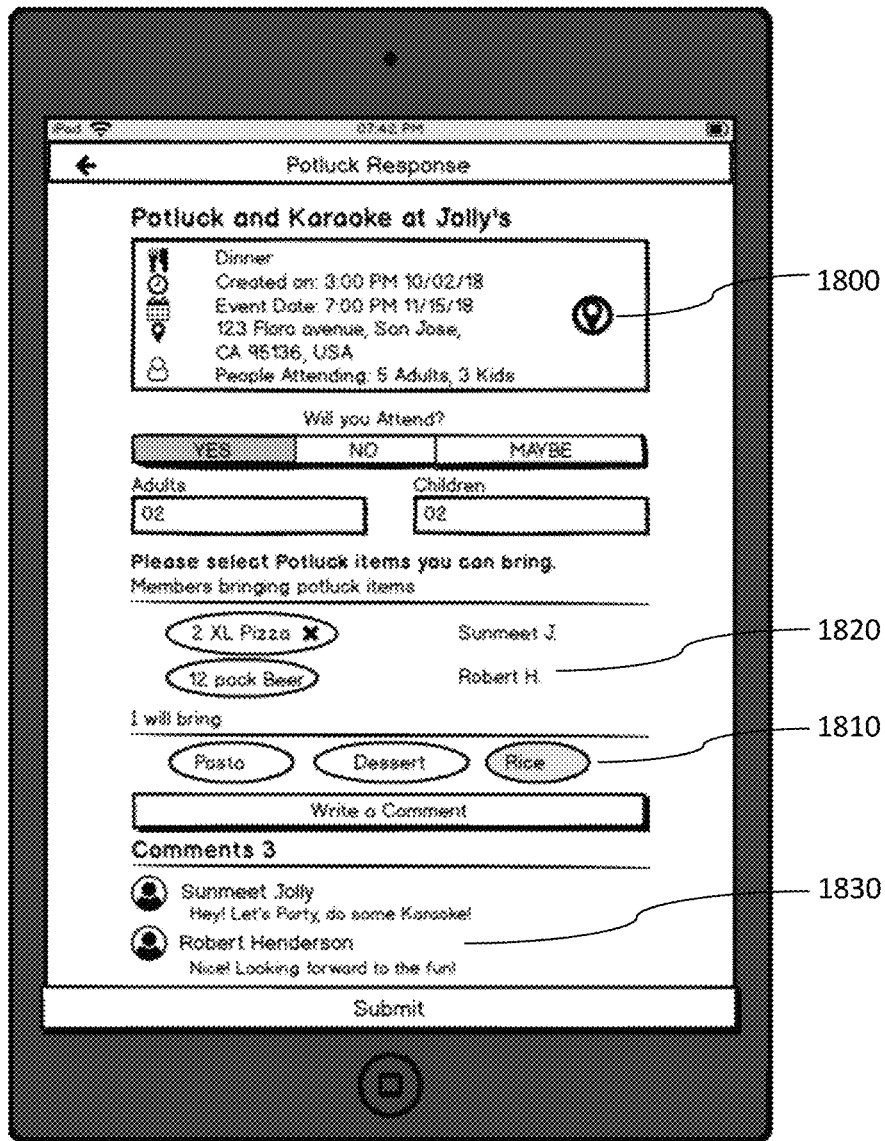 iPad 07:42 PM
Potluck Response
Potluck and Karaoke at Jolly's
Dinner
Created on: 3:00 PM 10/02/18
Event Date: 7:00 PM 11/15/18
123 Flora avenue, San Jose,
CA 95136, USA
People Attending: 5 Adults, 3 Kids
1800
Will you Attend?
YES NO MAYBE
Adults Children
02 02
Please select Potluck items you can bring.
Members bringing potluck items
2 XL Pizza ✖ Sunmeet J. 1820
12 pack Beer Robert H.
I will bring 1810
Pasta Dessert Rice
Write a Comment
Comments 3
Sunmeet Jolly 1830
Hey! Let's Party, do some Karaoke!
Robert Henderson
Nice! Looking forward to the fun!
Submit